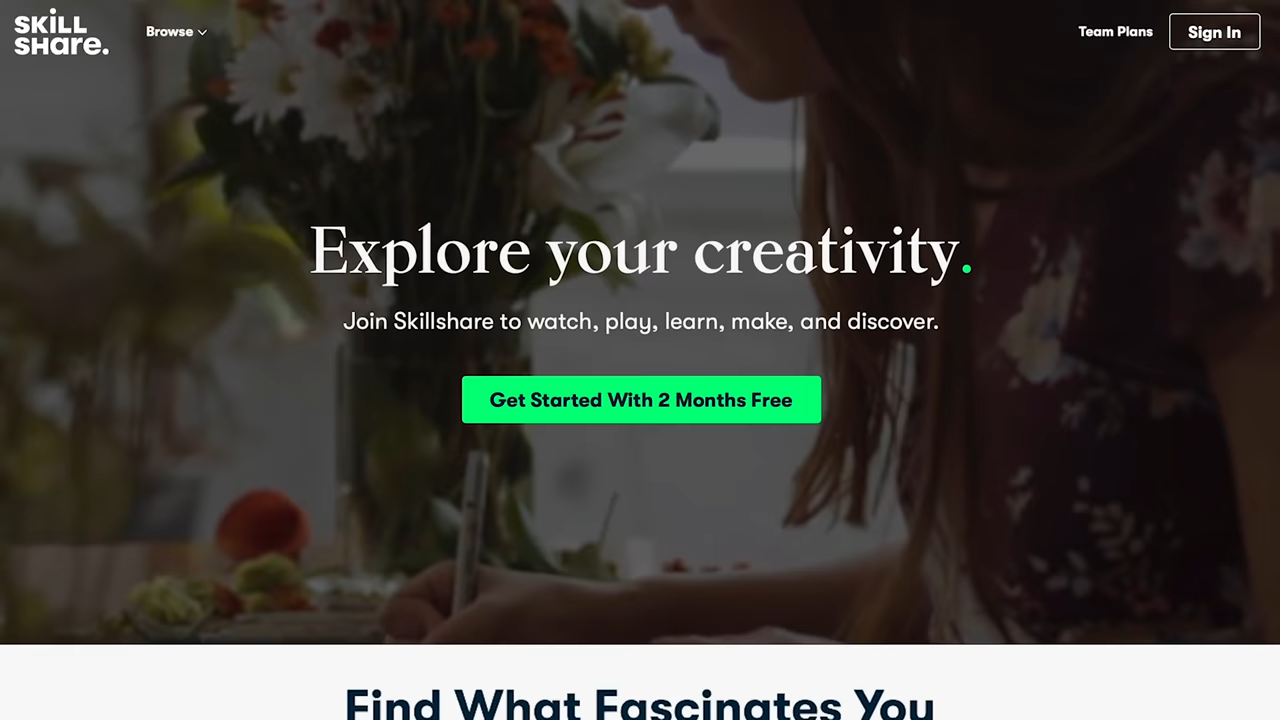 SKiLL
SHare.
Browse
Team Plans
Sign In
Explore your creativity.
Join Skillshare to watch, play, learn, make, and discover.
Get Started With 2 Months Free
Find What Fascinates You